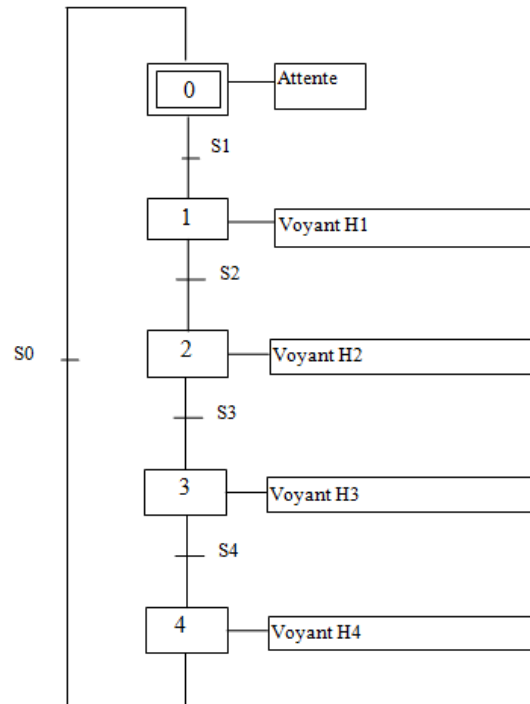 0
Attente
S1
1
Voyant H1
S2
2
Voyant H2
S0
S3
3
Voyant H3
S4
4
Voyant H4